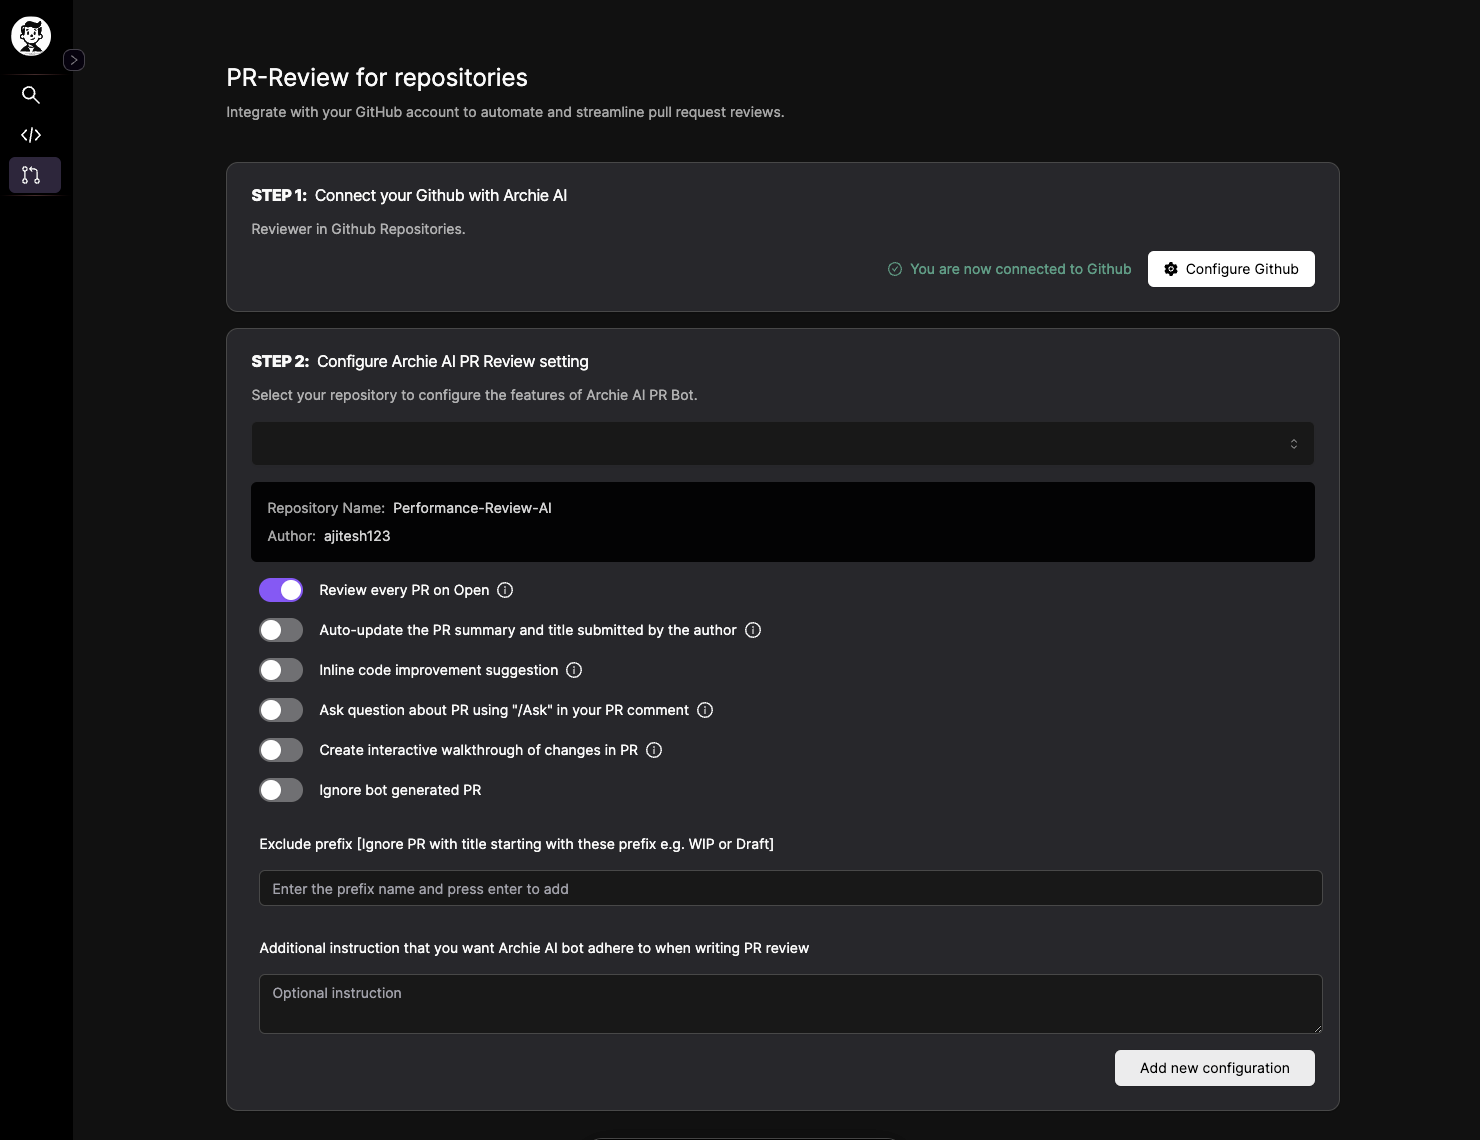 PR-Review for repositories
Integrate with your GitHub account to automate and streamline pull request reviews.
STEP 1: Connect your Github with Archie AI
Reviewer in Github Repositories.
You are now connected to Github
Configure Github
STEP 2: Configure Archie AI PR Review setting
Select your repository to configure the features of Archie AI PR Bot.
Repository Name: Performance-Review-AI
Author: ajitesh123
Review every PR on Open
Auto-update the PR summary and title submitted by the author
Inline code improvement suggestion
Ask question about PR using "/Ask" in your PR comment
Create interactive walkthrough of changes in PR
Ignore bot generated PR
Exclude prefix [Ignore PR with title starting with these prefix e.g. WIP or Draft]
Enter the prefix name and press enter to add
Additional instruction that you want Archie AI bot adhere to when writing PR review
Optional instruction
Add new configuration